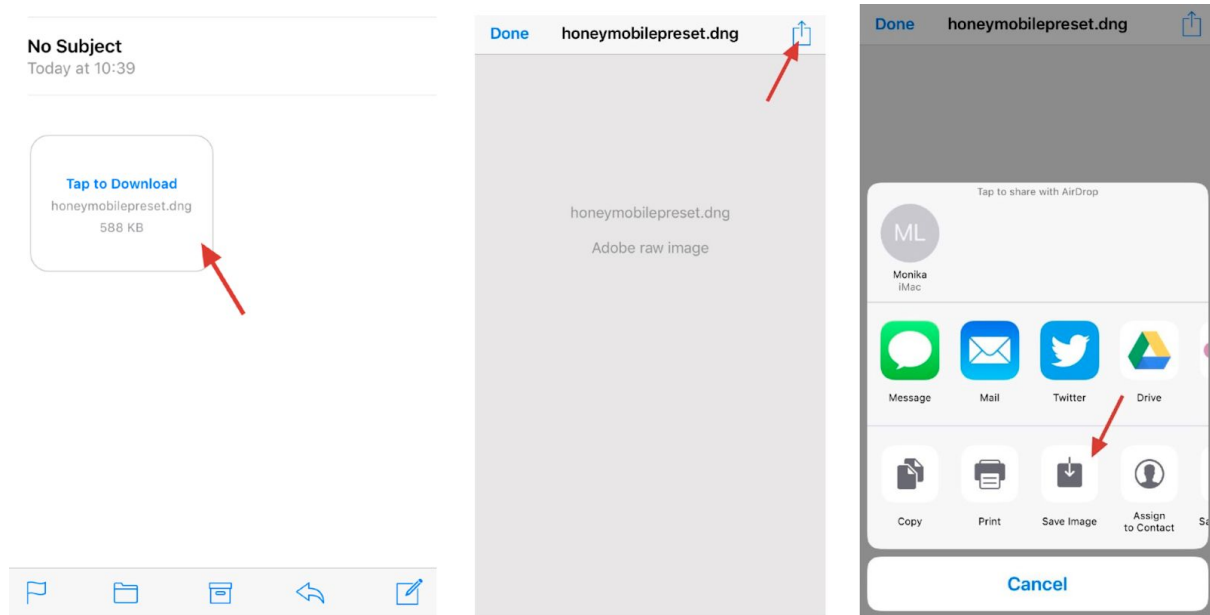 No Subject
Today at 10:39
Tap to Download
honeymobilepreset.dng
588 KB
Done honeymobilepreset.dng
honeymobilepreset.dng
Adobe raw image
Done honeymobilepreset.dng
Tap to share with AirDrop
ML
Monika
iMac
Message Mail Twitter Drive
Copy Print Save Image Assign
to Contact
Cancel